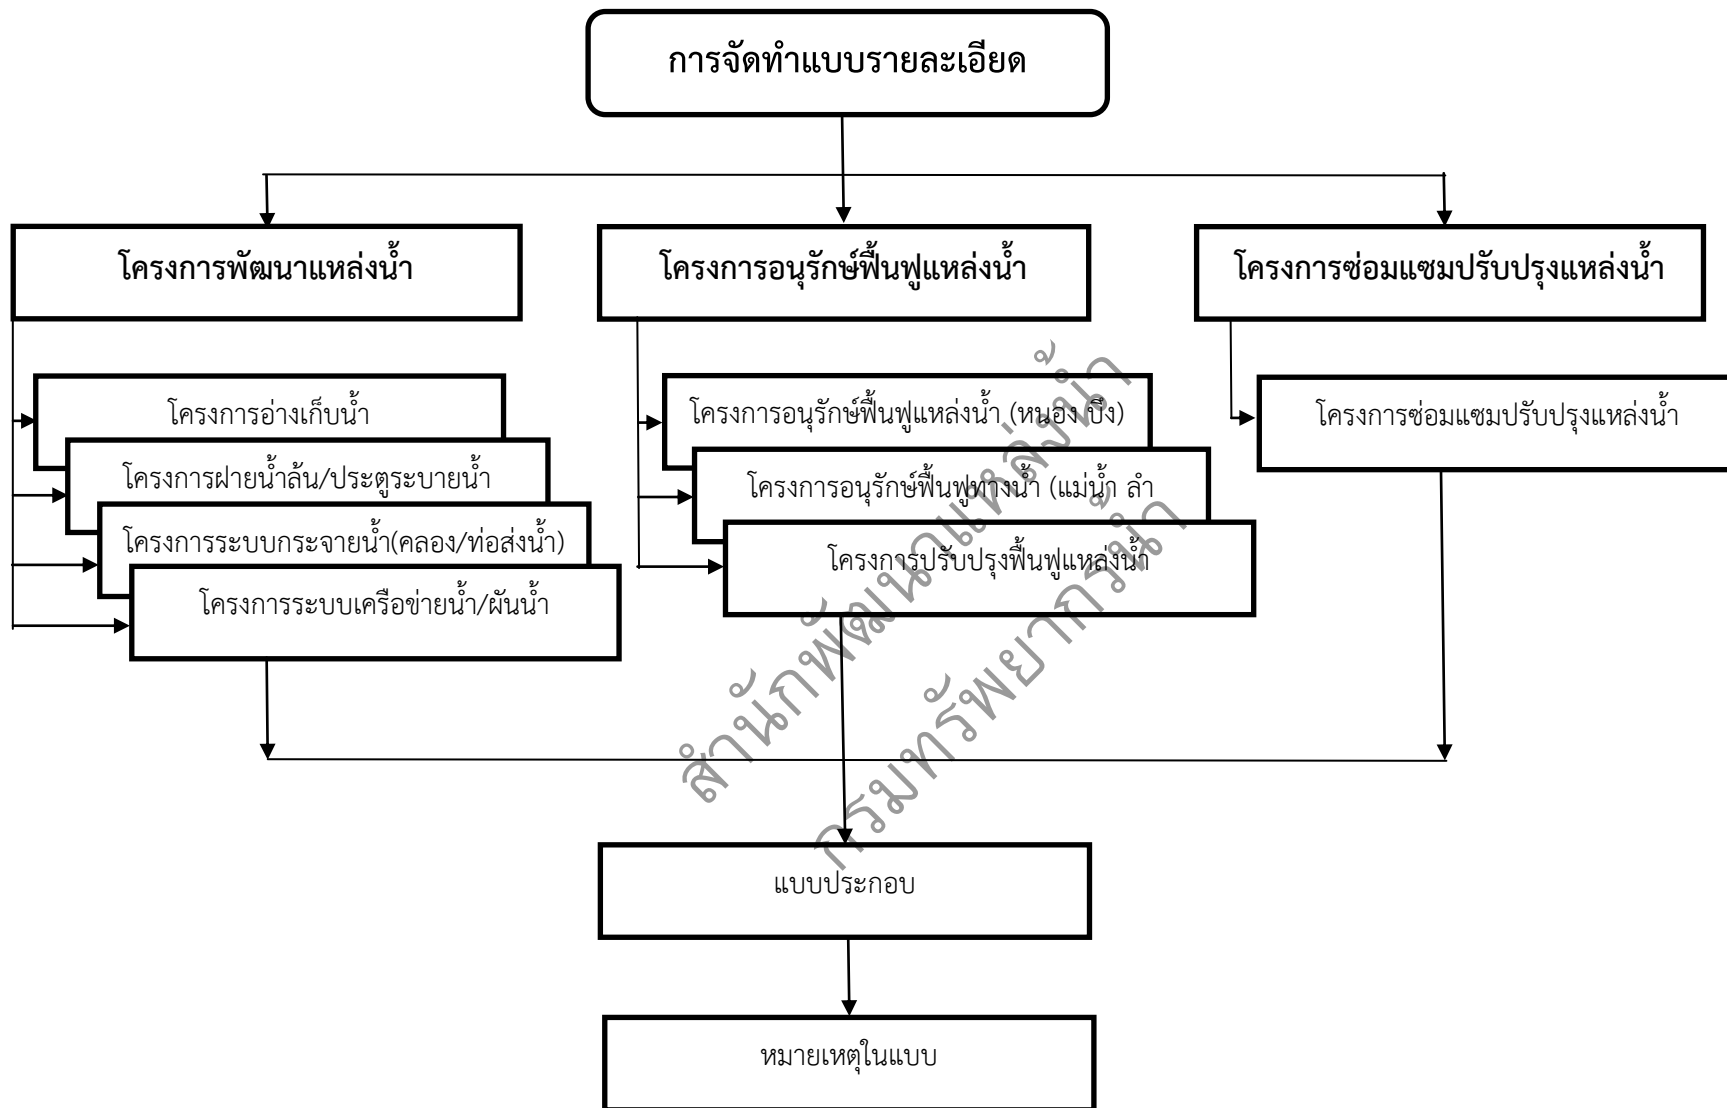 การจัดทำแบบรายละเอียด
โครงการพัฒนาแหล่งน้ำ
โครงการอนุรักษ์ฟื้นฟูแหล่งน้ำ
โครงการซ่อมแซมปรับปรุงแหล่งน้ำ
โครงการอ่างเก็บน้ำ
โครงการฝายน้ำล้น/ประตูระบายน้ำ
โครงการระบบกระจายน้ำ(คลอง/ท่อส่งน้ำ)
โครงการระบบเครือข่ายน้ำ/ผันน้ำ
โครงการอนุรักษ์ฟื้นฟูแหล่งน้ำ (หนอง บึง)
โครงการอนุรักษ์ฟื้นฟูทางน้ำ (แม่น้ำ ลำ
โครงการปรับปรุงฟื้นฟูแหล่งน้ำ
โครงการซ่อมแซมปรับปรุงแหล่งน้ำ
สำนักพัฒนาแหล่งน้ำ
กรมทรัพยากรน้ำ
แบบประกอบ
หมายเหตุในแบบ